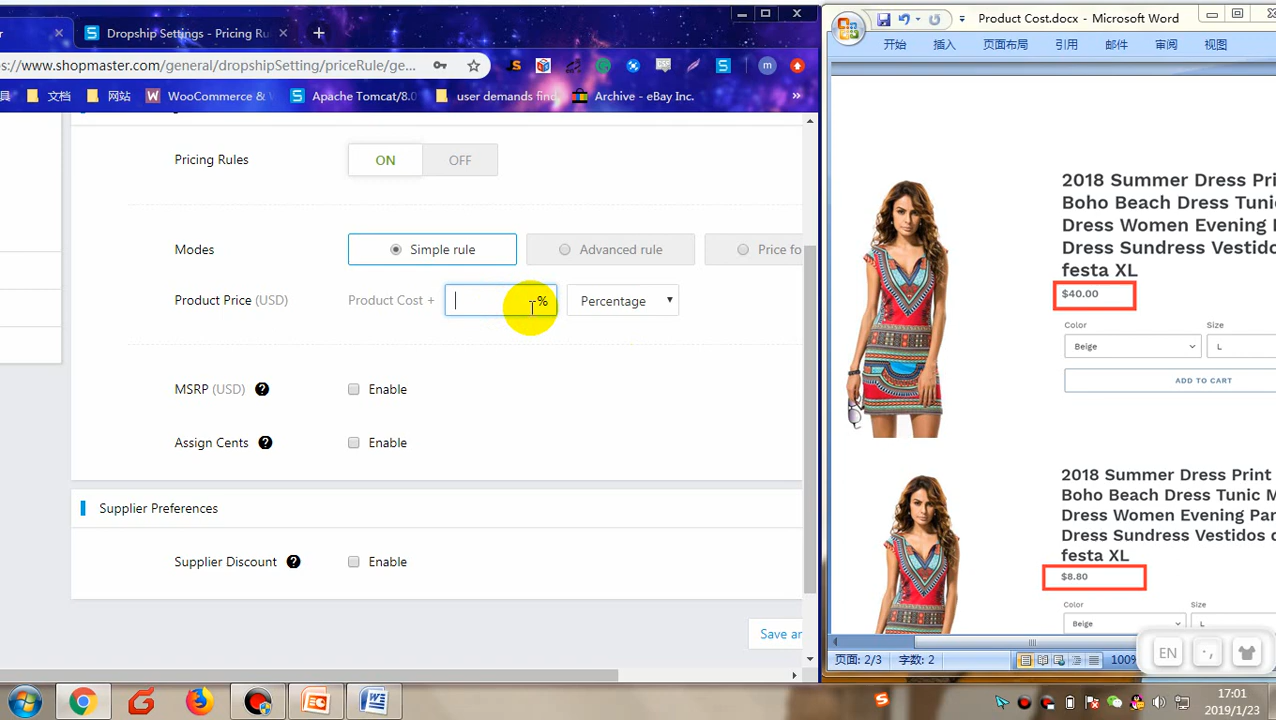 r
Dropship Settings - Pricing Ru
s://www.shopmaster.com/general/dropshipSetting/priceRule/ge...
具 文档 网站 WooCommerce & Apache Tomcat/8.0 user demands find Archive - eBay Inc. »
Pricing Rules ON OFF
Modes Simple rule Advanced rule Price fo
Product Price (USD) Product Cost + % Percentage
MSRP (USD) Enable
Assign Cents Enable
Supplier Preferences
Supplier Discount Enable
Save an
Product Cost.docx - Microsoft Word
开始 插入 页面布局 引用 邮件 审阅 视图
2018 Summer Dress Pri
Boho Beach Dress Tunic
Dress Women Evening P
Dress Sundress Vestidos
festa XL
$40.00
Color Size
Beige L
ADD TO CART
2018 Summer Dress Print
Boho Beach Dress Tunic M
Dress Women Evening Par
Dress Sundress Vestidos d
festa XL
$8.80
Color Size
Beige L
页面: 2/3 字数: 2 100%
EN
17:01
2019/1/23